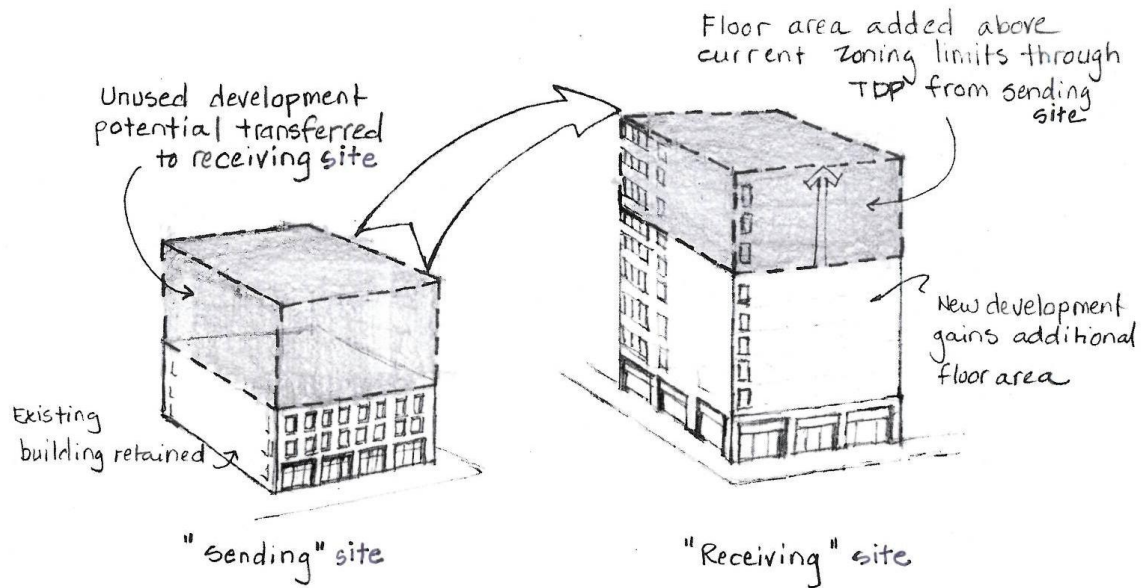 Floor area added above
current zoning limits through
TDP from sending
site
Unused development
potential transferred
to receiving site
New development
gains additional
floor area
Existing
building retained
"Sending" site
"Receiving" site